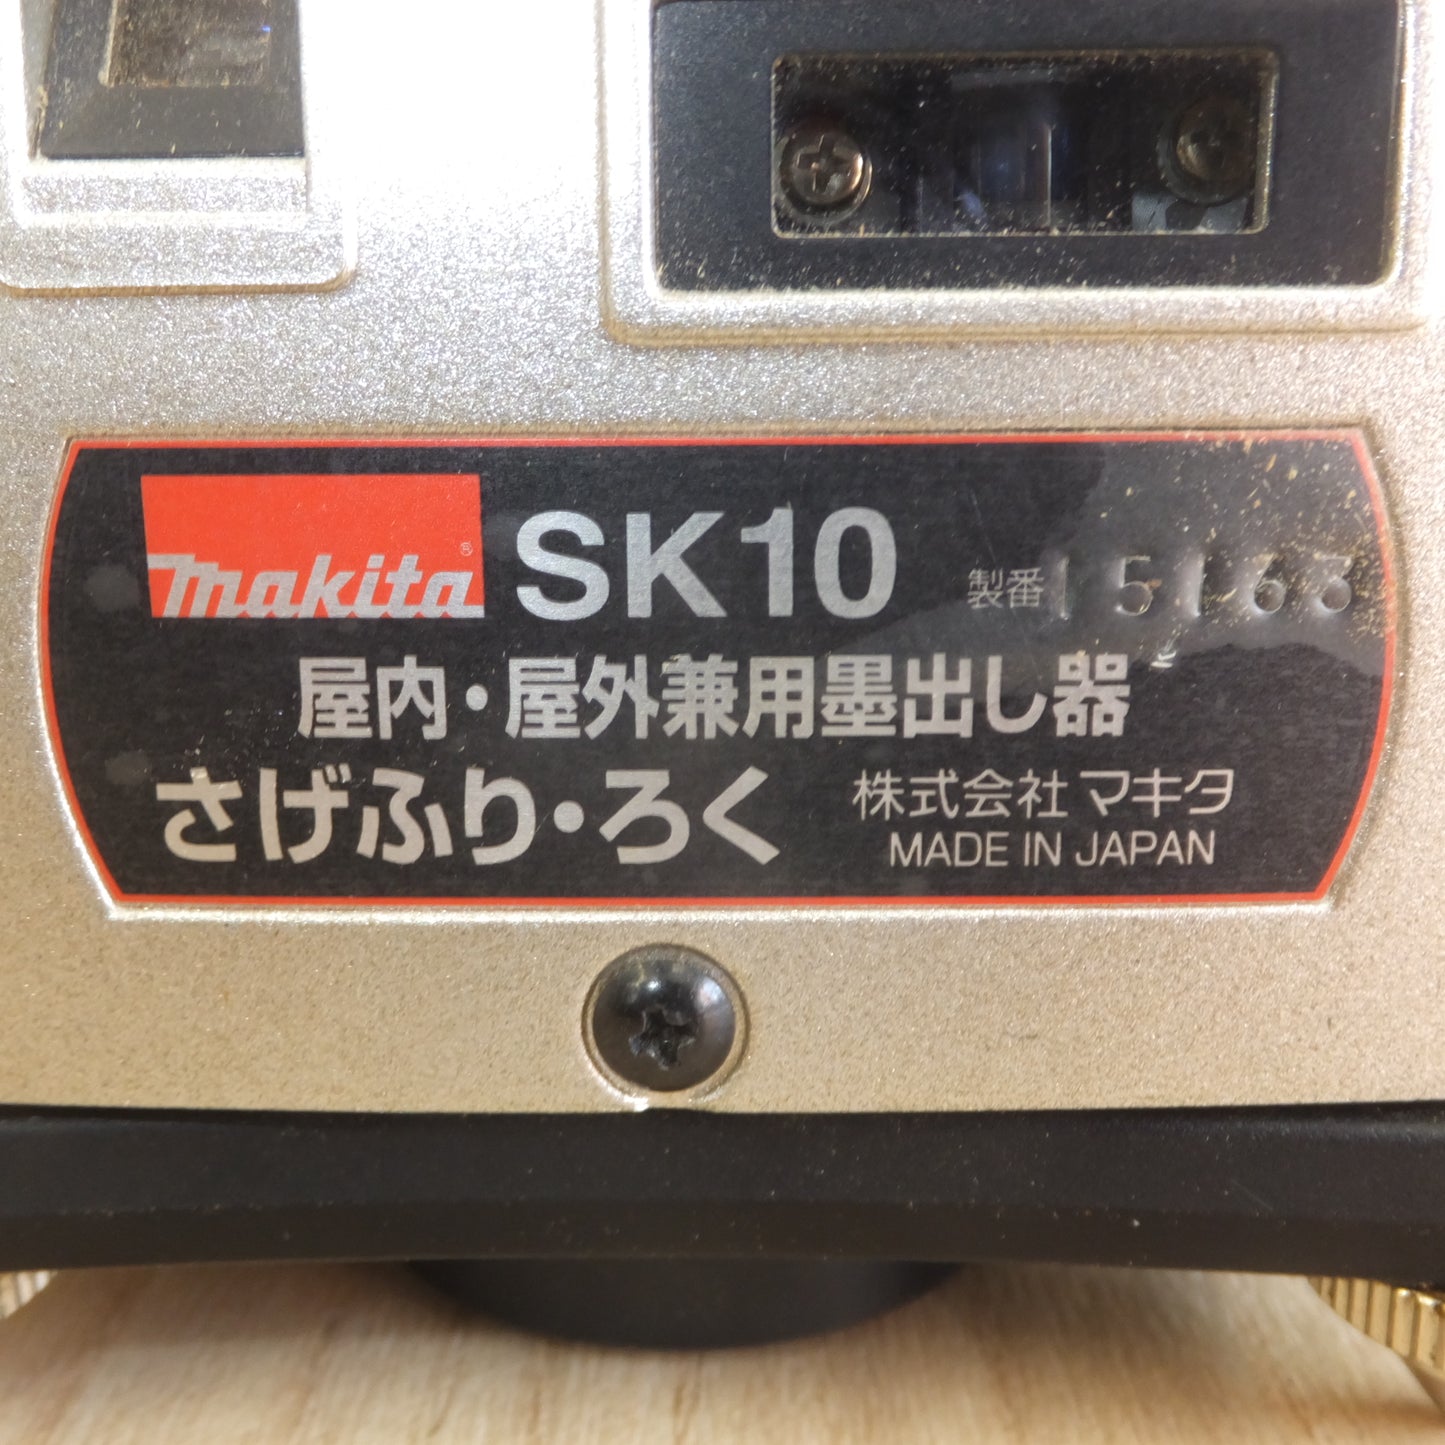 makita® SK10 製番 15163
屋内・屋外兼用墨出し器
さげふり・ろく 株式会社マキタ
MADE IN JAPAN